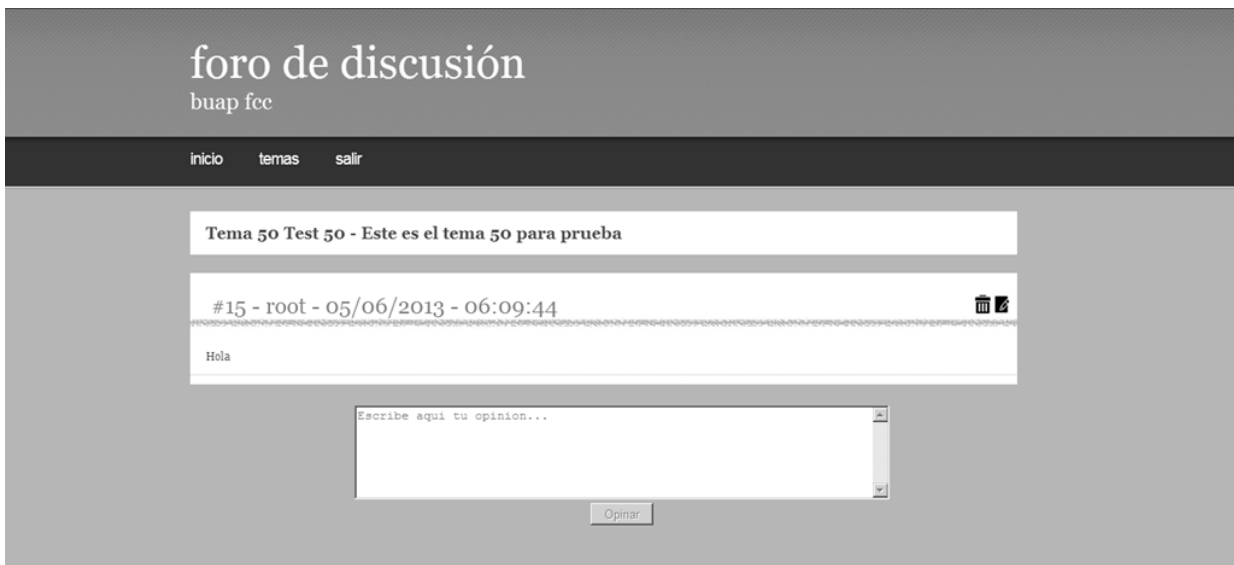 foro de discusión
buap fcc
inicio temas salir
Tema 50 Test 50 - Este es el tema 50 para prueba
#15 - root - 05/06/2013 - 06:09:44
Hola
Escribe aqui tu opinion...
Opinar